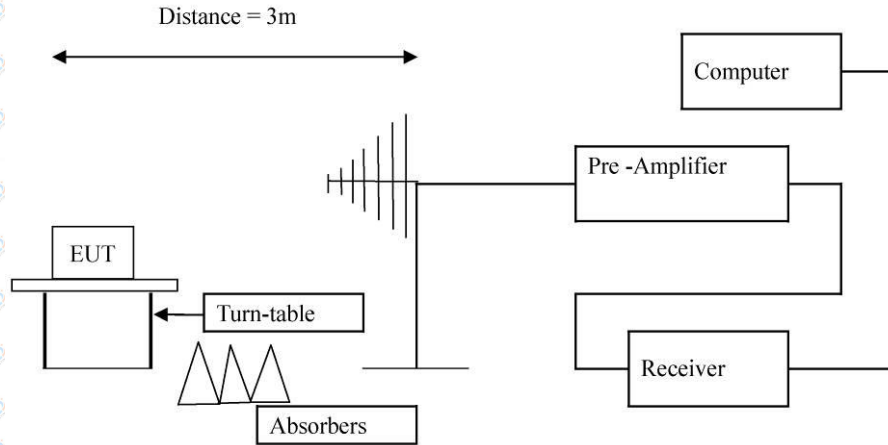 Distance = 3m
Computer
Pre -Amplifier
EUT
Turn-table
Receiver
Absorbers